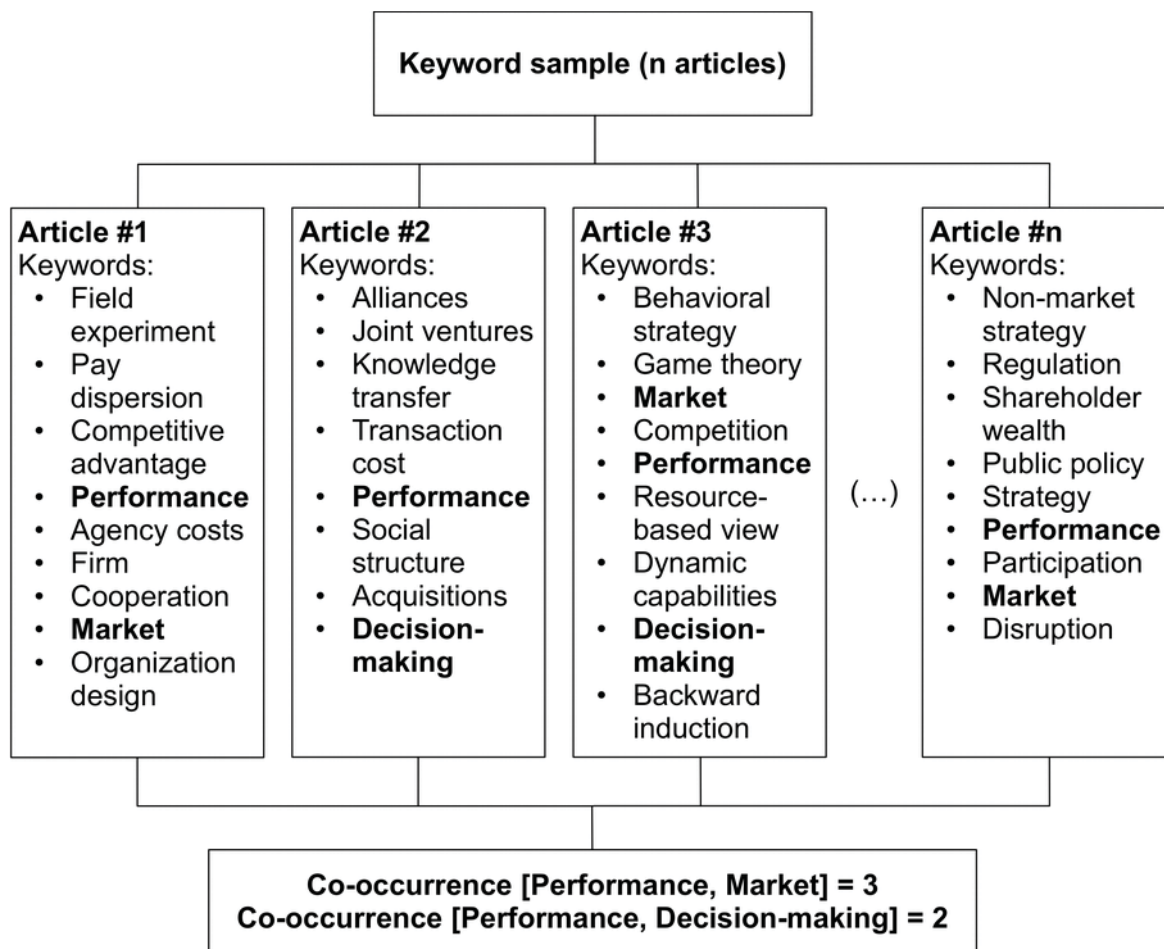 Keyword sample (n articles)
Article #1
Keywords:
• Field
experiment
• Pay
dispersion
• Competitive
advantage
• Performance
• Agency costs
• Firm
• Cooperation
• Market
• Organization
design
Article #2
Keywords:
• Alliances
• Joint ventures
• Knowledge
transfer
• Transaction
cost
• Performance
• Social
structure
• Acquisitions
• Decision-
making
Article #3
Keywords:
• Behavioral
strategy
• Game theory
• Market
• Competition
• Performance
• Resource-
based view
• Dynamic
capabilities
• Decision-
making
• Backward
induction
(...)
Article #n
Keywords:
• Non-market
strategy
• Regulation
• Shareholder
wealth
• Public policy
• Strategy
• Performance
• Participation
• Market
• Disruption
Co-occurrence [Performance, Market] = 3
Co-occurrence [Performance, Decision-making] = 2